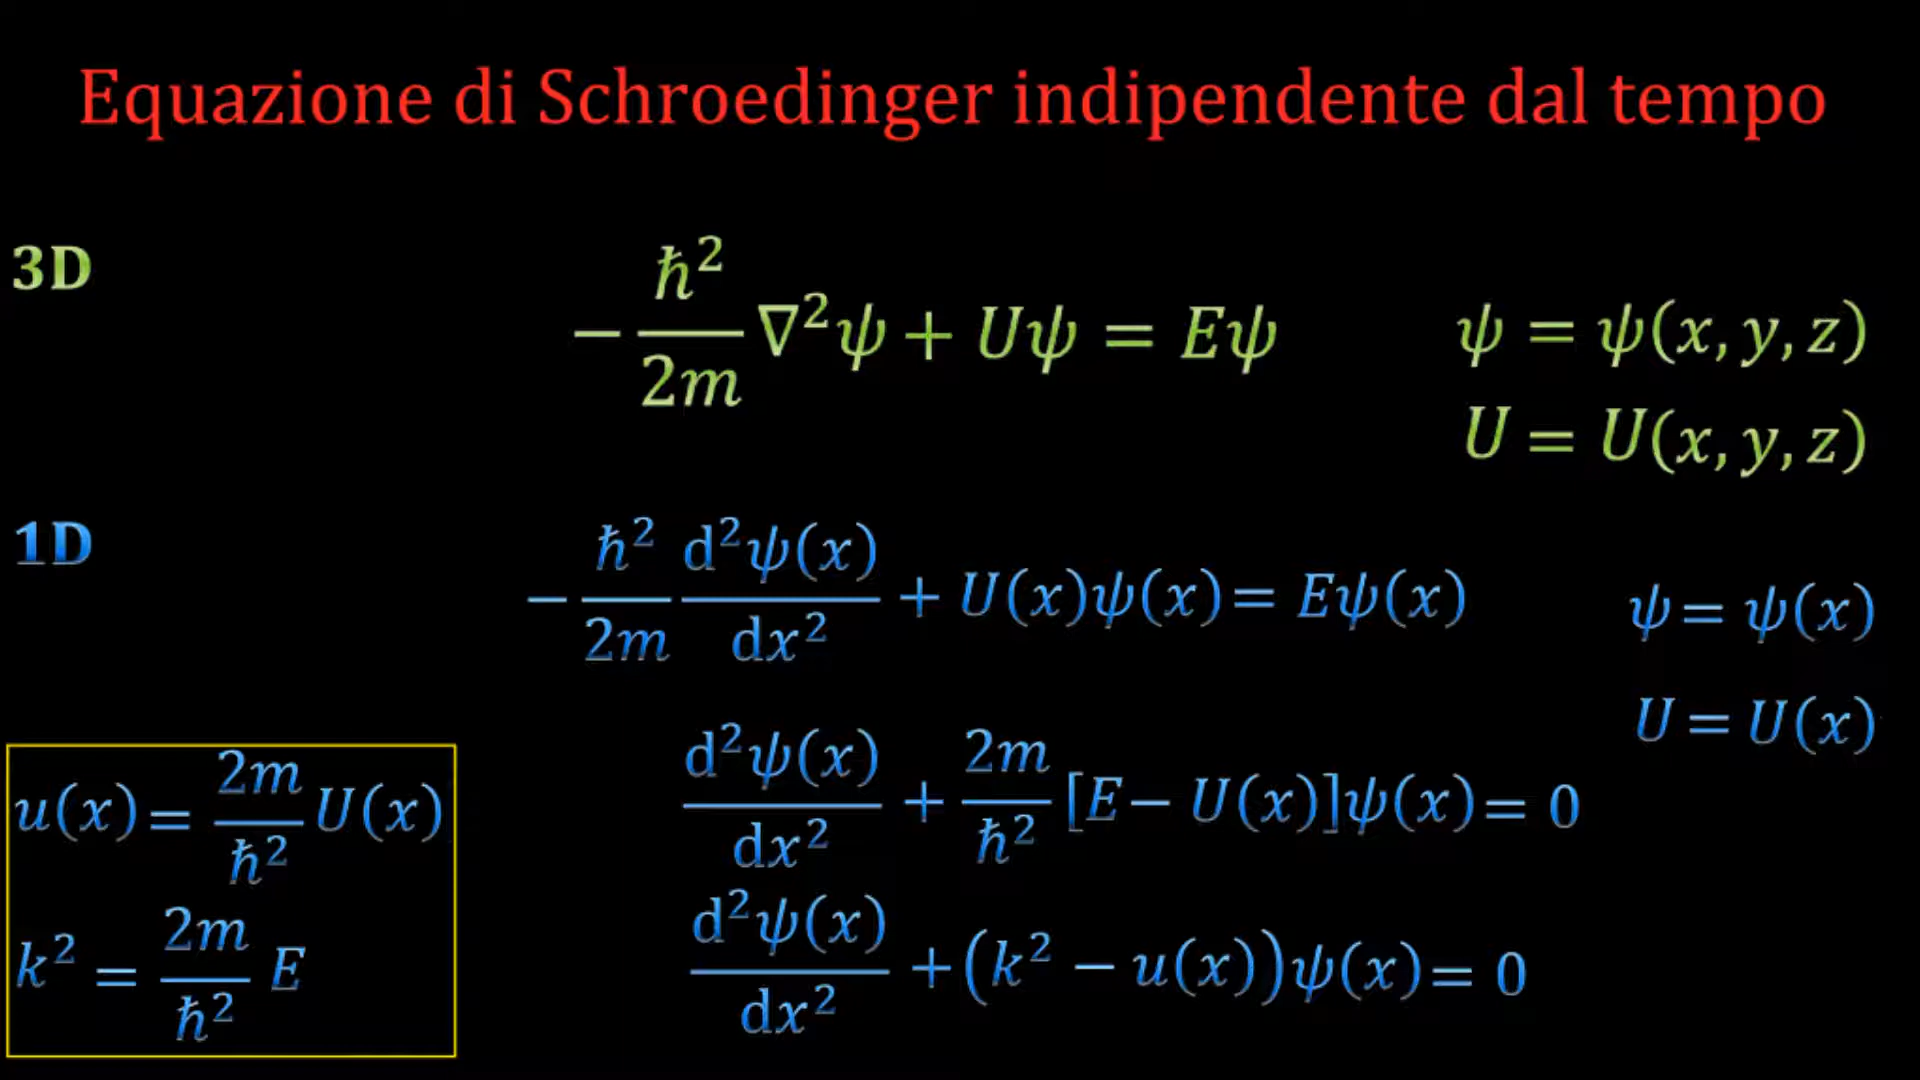 Equazione di Schroedinger indipendente dal tempo
3D
−ℏ²/2m ∇²ψ + Uψ = Eψ
ψ = ψ(x, y, z)
U = U(x, y, z)
1D
−ℏ²/2m d²ψ(x)/dx² + U(x)ψ(x) = Eψ(x)
ψ = ψ(x)
U = U(x)
d²ψ(x)/dx² + 2m/ℏ² [E − U(x)]ψ(x) = 0
u(x) = 2m/ℏ² U(x)
d²ψ(x)/dx² + (k² − u(x))ψ(x) = 0
k² = 2m/ℏ² E